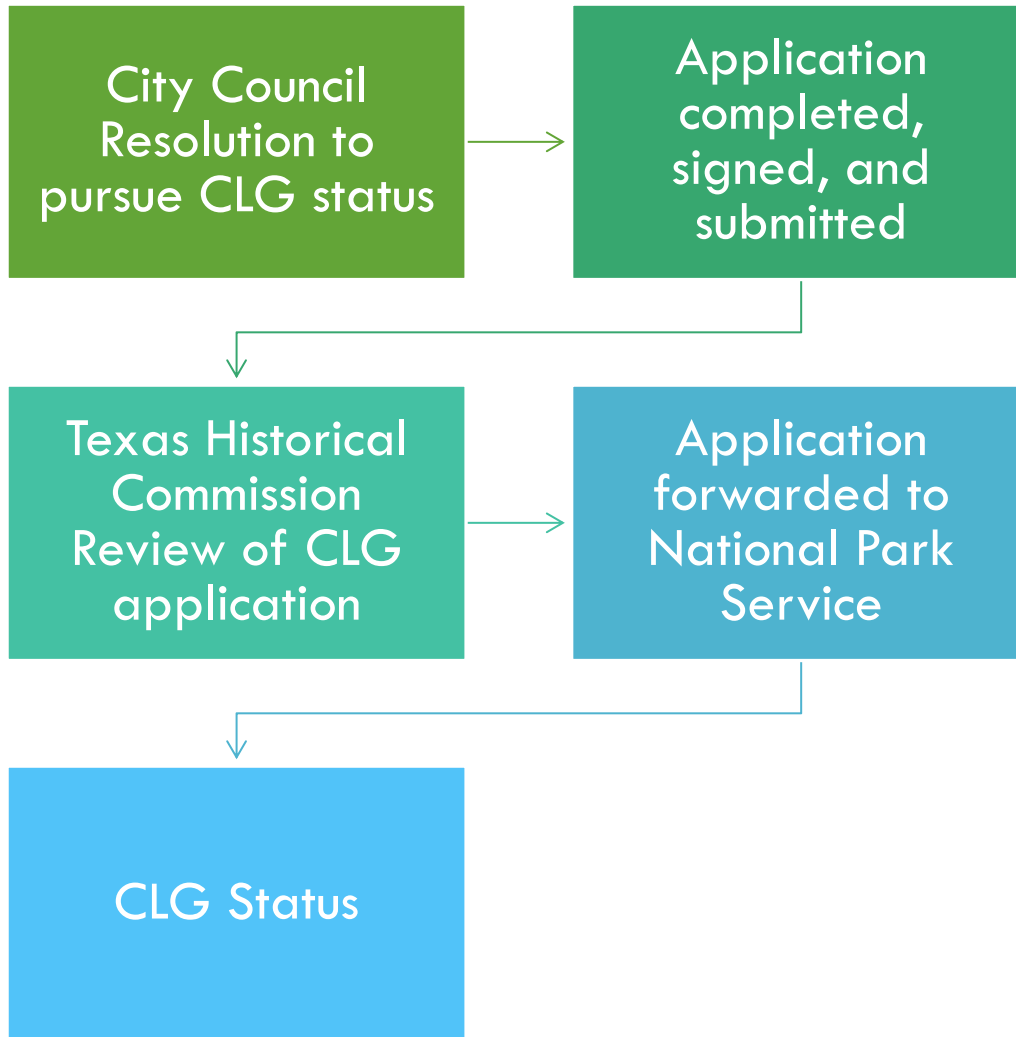 City Council
Resolution to
pursue CLG status
Application
completed,
signed, and
submitted
Texas Historical
Commission
Review of CLG
application
Application
forwarded to
National Park
Service
CLG Status